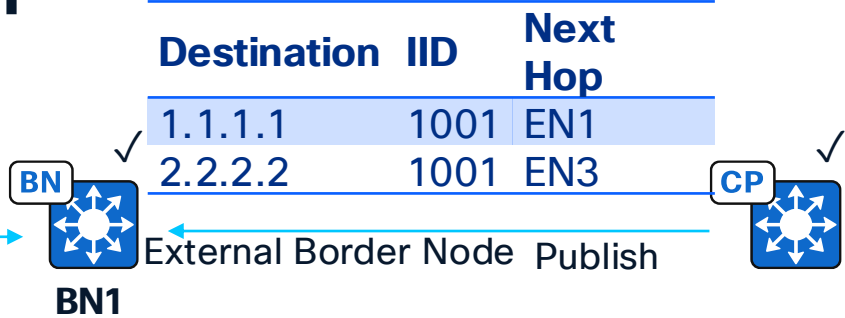 Destination IID Next Hop
1.1.1.1 1001 EN1
2.2.2.2 1001 EN3
BN
CP
External Border Node Publish
BN1